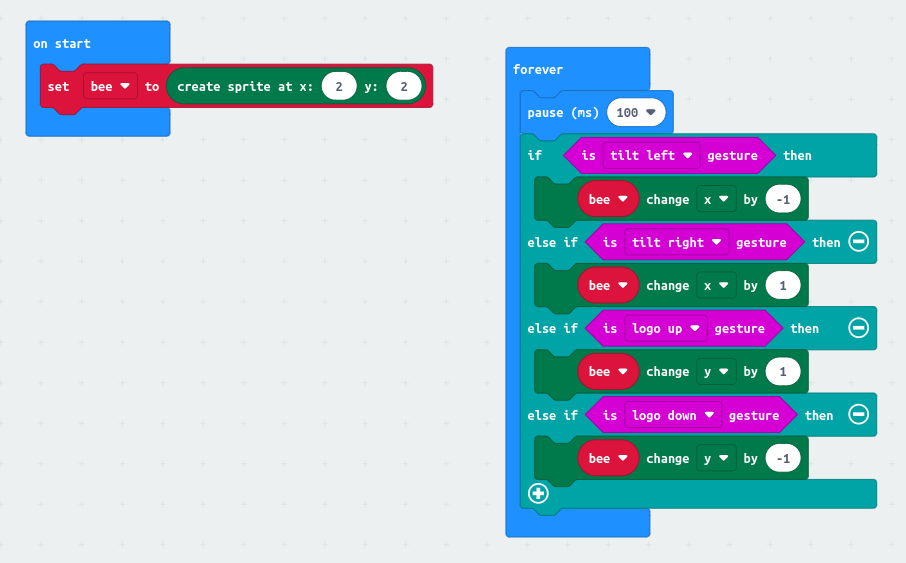 on start
set bee to create sprite at x: 2 y: 2
forever
pause (ms) 100
if is tilt left gesture then
bee change x by -1
else if is tilt right gesture then
bee change x by 1
else if is logo up gesture then
bee change y by 1
else if is logo down gesture then
bee change y by -1